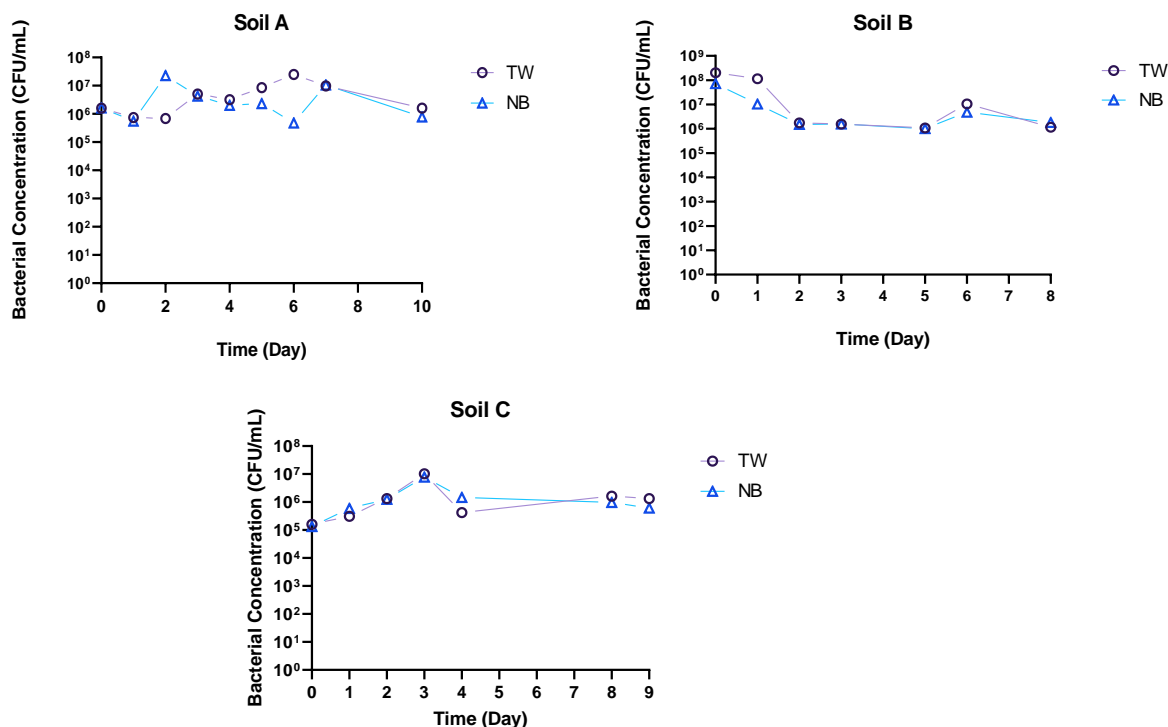 Soil A
Bacterial Concentration (CFU/mL)
10⁸
10⁷
10⁶
10⁵
10⁴
10³
10²
10¹
10⁰
0 2 4 6 8 10
Time (Day)
TW
NB
Soil B
Bacterial Concentration (CFU/mL)
10⁹
10⁸
10⁷
10⁶
10⁵
10⁴
10³
10²
10¹
10⁰
0 1 2 3 4 5 6 7 8
Time (Day)
TW
NB
Soil C
Bacterial Concentration (CFU/mL)
10⁸
10⁷
10⁶
10⁵
10⁴
10³
10²
10¹
10⁰
0 1 2 3 4 5 6 7 8 9
Time (Day)
TW
NB